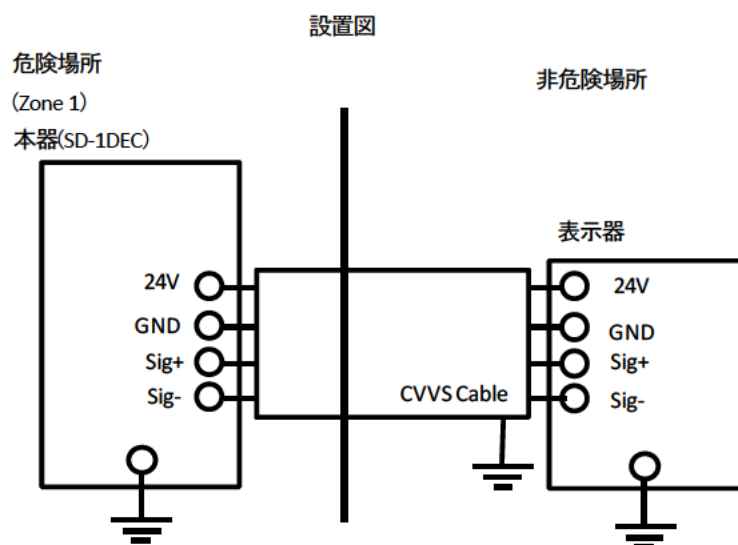 設置図
危険場所
(Zone 1)
本器(SD-1DEC)
非危険場所
表示器
24V
GND
Sig+
Sig-
CVVS Cable
24V
GND
Sig+
Sig-